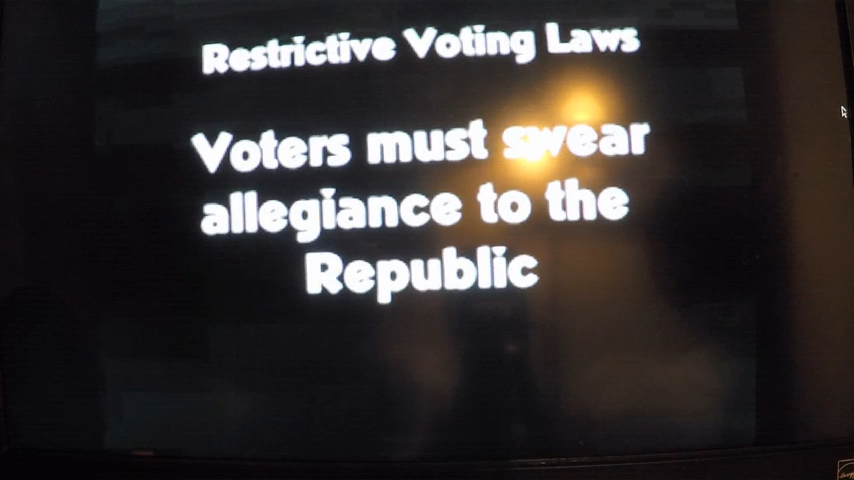 Restrictive Voting Laws
Voters must swear
allegiance to the
Republic